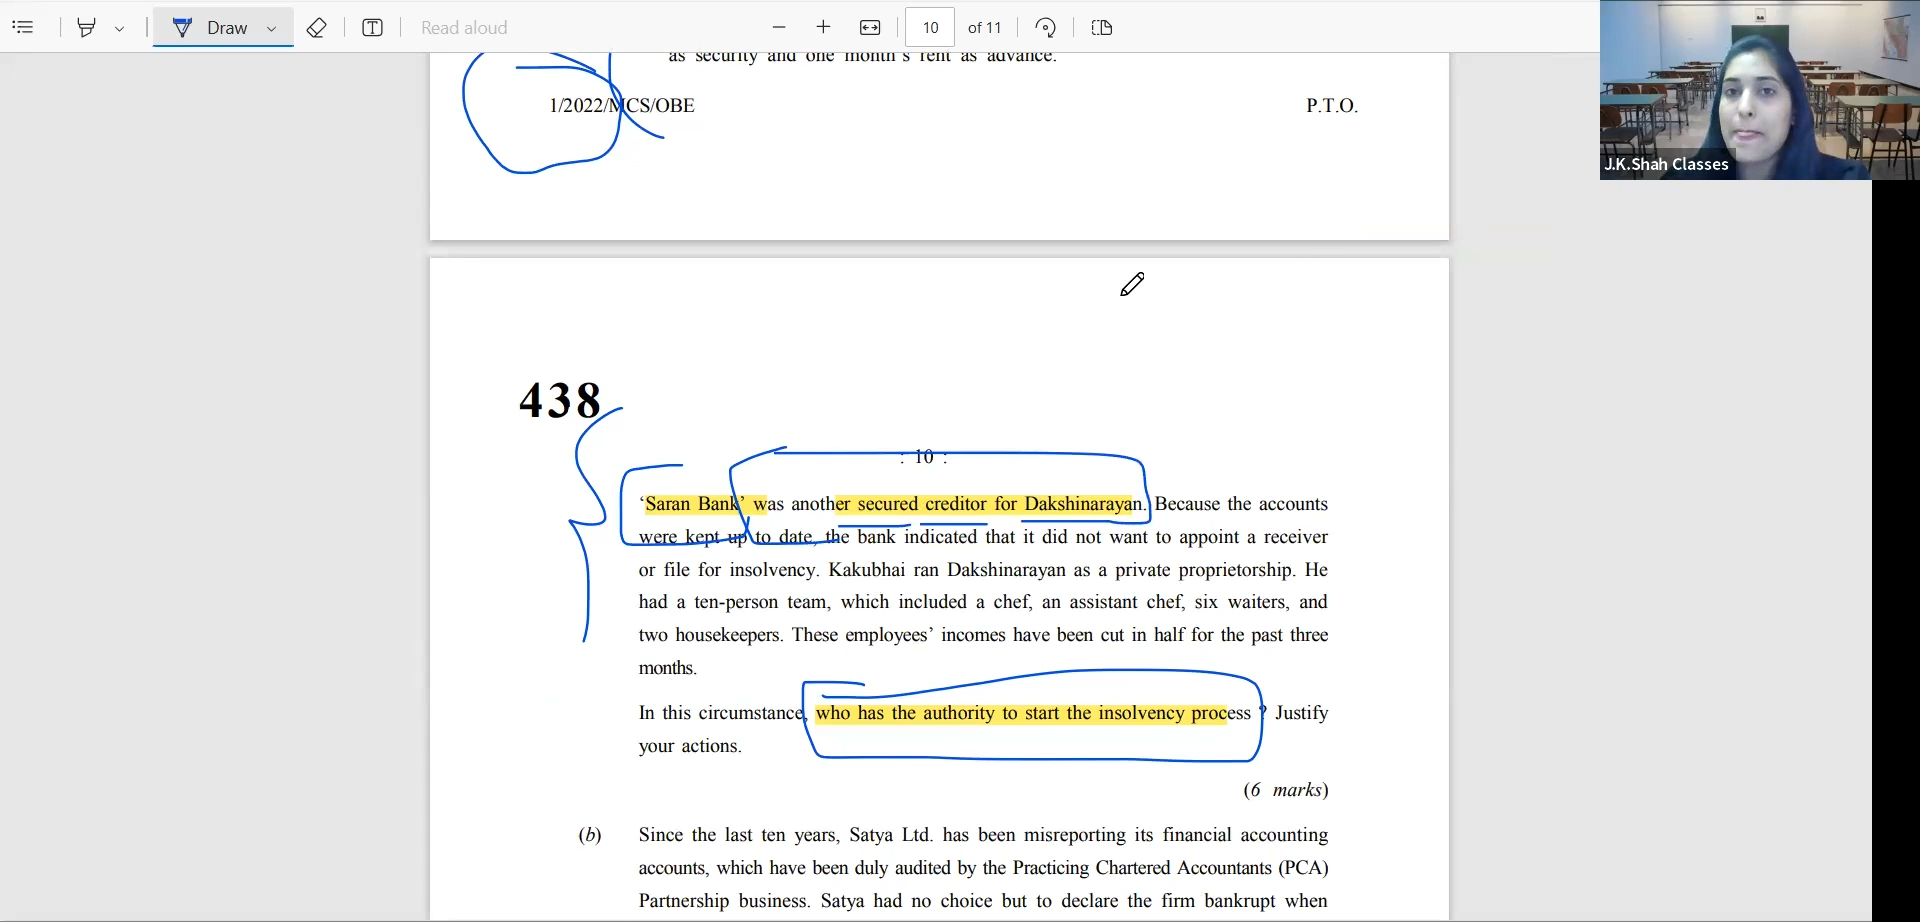 Draw
Read aloud
10 of 11
J.K.Shah Classes
as security and one month's rent as advance.
1/2022/MCS/OBE P.T.O.
438
: 10 :
‘Saran Bank’ was another secured creditor for Dakshinarayan. Because the accounts
were kept up to date, the bank indicated that it did not want to appoint a receiver
or file for insolvency. Kakubhai ran Dakshinarayan as a private proprietorship. He
had a ten-person team, which included a chef, an assistant chef, six waiters, and
two housekeepers. These employees’ incomes have been cut in half for the past three
months.
In this circumstance, who has the authority to start the insolvency process ? Justify
your actions.
(6 marks)
(b) Since the last ten years, Satya Ltd. has been misreporting its financial accounting
accounts, which have been duly audited by the Practicing Chartered Accountants (PCA)
Partnership business. Satya had no choice but to declare the firm bankrupt when